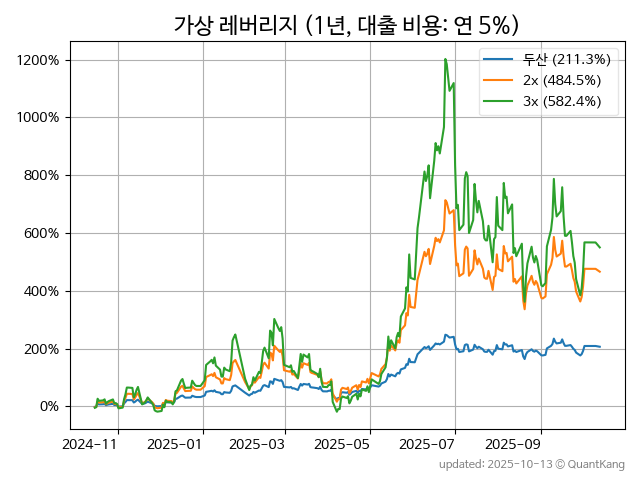 가상 레버리지 (1년, 대출 비용: 연 5%)
1200%
1000%
800%
600%
400%
200%
0%
두산 (211.3%)
2x (484.5%)
3x (582.4%)
2024-11
2025-01
2025-03
2025-05
2025-07
2025-09
updated: 2025-10-13 © QuantKang